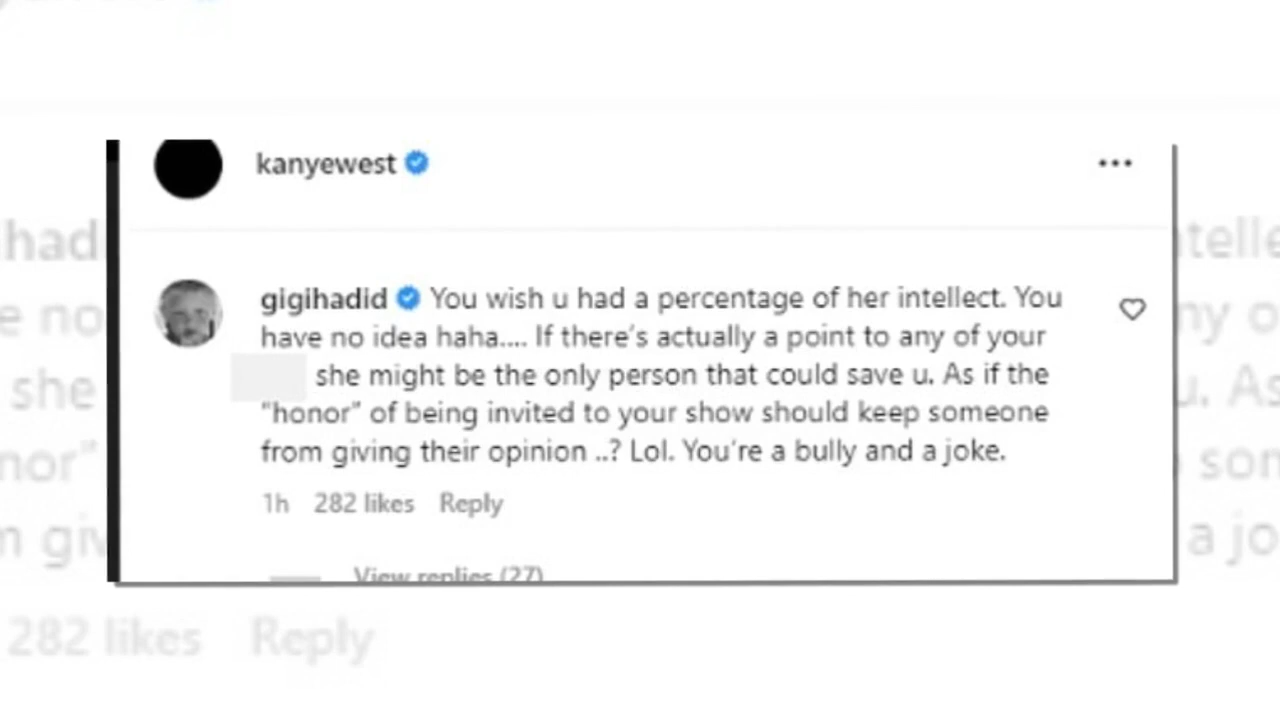 kanyewest
gigihadid You wish u had a percentage of her intellect. You
have no idea haha.... If there's actually a point to any of your
she might be the only person that could save u. As if the
"honor" of being invited to your show should keep someone
from giving their opinion ..? Lol. You're a bully and a joke.
1h 282 likes Reply
View replies (27)
282 likes Reply